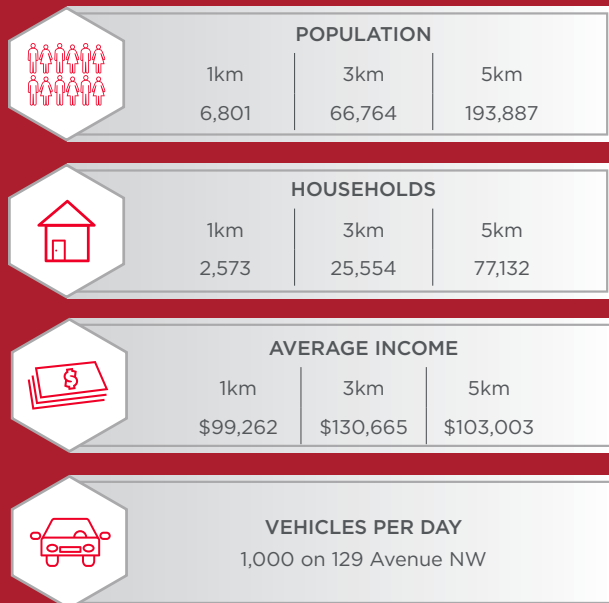 POPULATION
1km 3km 5km
6,801 66,764 193,887
HOUSEHOLDS
1km 3km 5km
2,573 25,554 77,132
AVERAGE INCOME
$
1km 3km 5km
$99,262 $130,665 $103,003
VEHICLES PER DAY
1,000 on 129 Avenue NW